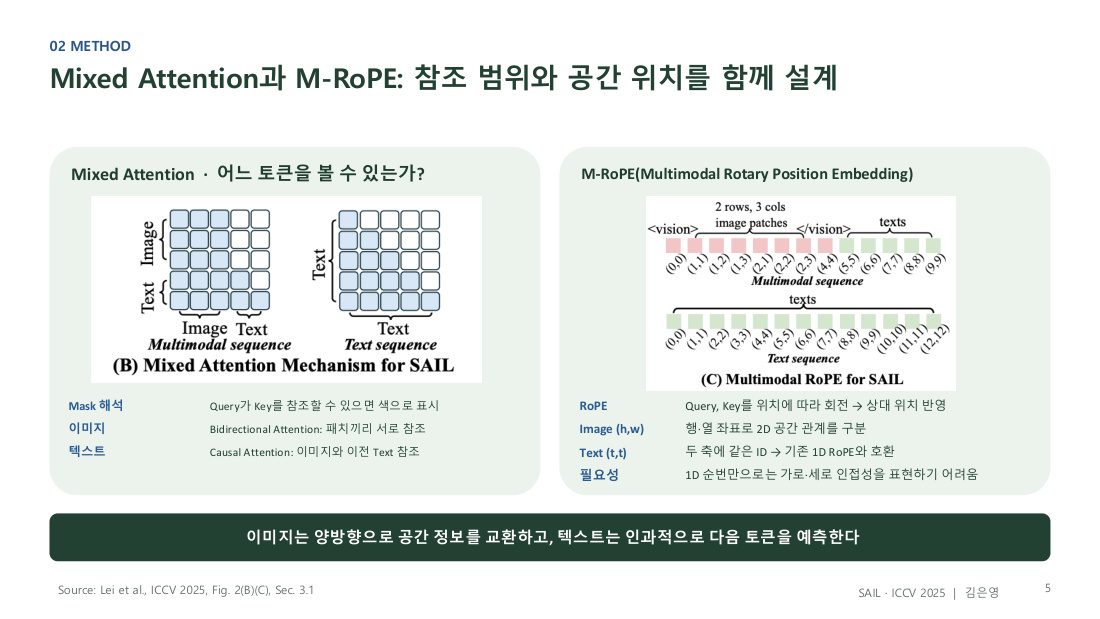 02 METHOD
Mixed Attention과 M-RoPE: 참조 범위와 공간 위치를 함께 설계
Mixed Attention · 어느 토큰을 볼 수 있는가?
Image
Text
Image Text
Multimodal sequence
Text
Text
Text sequence
(B) Mixed Attention Mechanism for SAIL
Mask 해석 Query가 Key를 참조할 수 있으면 색으로 표시
이미지 Bidirectional Attention: 패치끼리 서로 참조
텍스트 Causal Attention: 이미지와 이전 Text 참조
M-RoPE(Multimodal Rotary Position Embedding)
2 rows, 3 cols
<vision> image patches </vision> texts
(0,0) (1,1) (1,2) (1,3) (2,1) (2,2) (2,3) (4,4) (5,5) (6,6) (7,7) (8,8) (9,9)
Multimodal sequence
texts
(0,0) (1,1) (2,2) (3,3) (4,4) (5,5) (6,6) (7,7) (8,8) (9,9) (10,10) (11,11) (12,12)
Text sequence
(C) Multimodal RoPE for SAIL
RoPE Query, Key를 위치에 따라 회전 → 상대 위치 반영
Image (h,w) 행·열 좌표로 2D 공간 관계를 구분
Text (t,t) 두 축에 같은 ID → 기존 1D RoPE와 호환
필요성 1D 순번만으로는 가로·세로 인접성을 표현하기 어려움
이미지는 양방향으로 공간 정보를 교환하고, 텍스트는 인과적으로 다음 토큰을 예측한다
Source: Lei et al., ICCV 2025, Fig. 2(B)(C), Sec. 3.1
SAIL · ICCV 2025 | 김은영
5